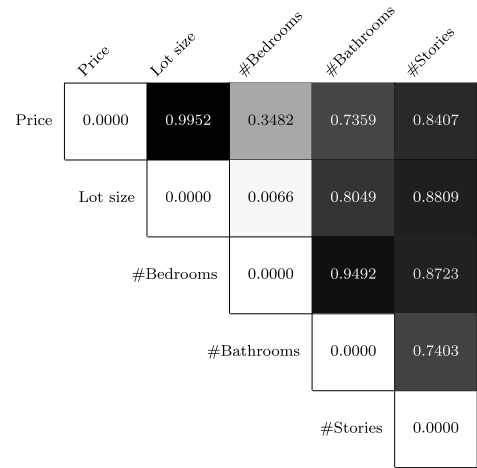 Price Lot size #Bedrooms #Bathrooms #Stories
Price 0.0000 0.9952 0.3482 0.7359 0.8407
Lot size 0.0000 0.0066 0.8049 0.8809
#Bedrooms 0.0000 0.9492 0.8723
#Bathrooms 0.0000 0.7403
#Stories 0.0000